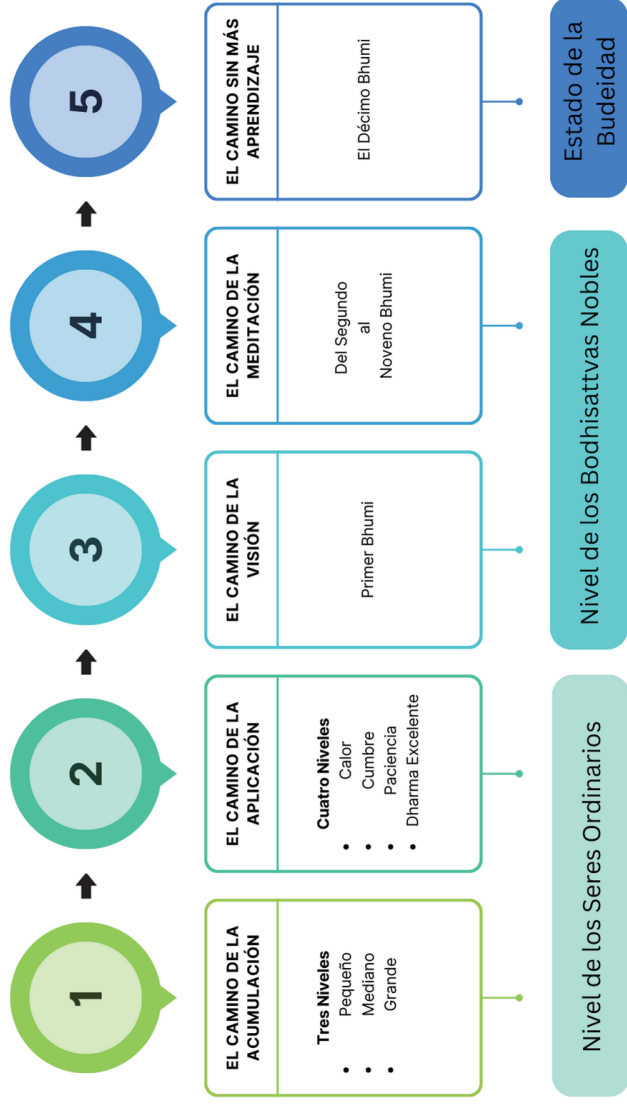 1
2
3
4
5
EL CAMINO DE LA
ACUMULACIÓN
Tres Niveles
• Pequeño
• Mediano
• Grande
EL CAMINO DE LA
APLICACIÓN
Cuatro Niveles
• Calor
• Cumbre
• Paciencia
• Dharma Excelente
EL CAMINO DE LA
VISIÓN
Primer Bhumi
EL CAMINO DE LA
MEDITACIÓN
Del Segundo
al
Noveno Bhumi
EL CAMINO SIN MÁS
APRENDIZAJE
El Décimo Bhumi
Nivel de los Seres Ordinarios
Nivel de los Bodhisattvas Nobles
Estado de la
Budeidad